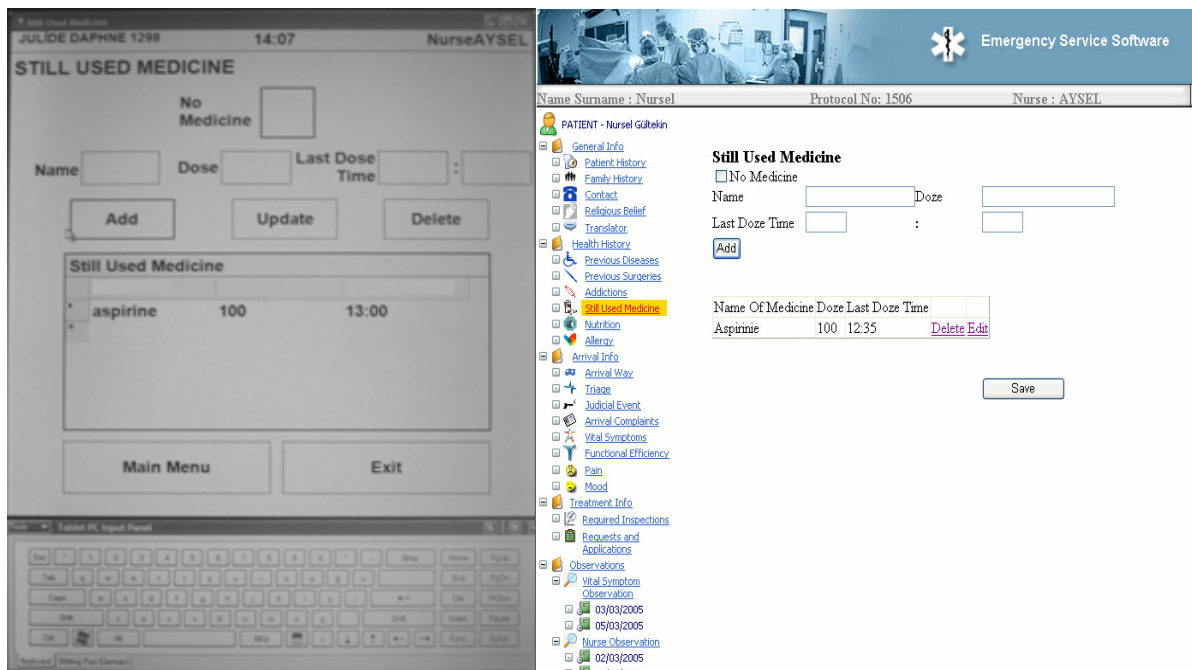 Still Used Medicine
JULIDE DAPHNE 1298 14:07 NurseAYSEL
STILL USED MEDICINE
No
Medicine
Name Dose Last Dose
Time :
Add Update Delete
Still Used Medicine
* aspirine 100 13:00
*
Main Menu Exit
Tools Tablet PC Input Panel
Emergency Service Software
Name Surname : Nursel Protocol No: 1506 Nurse : AYSEL
PATIENT - Nursel Gültekin
General Info
Patient History
Family History
Contact
Religious Belief
Translator
Health History
Previous Diseases
Previous Surgeries
Addictions
Still Used Medicine
Nutrition
Allergy
Arrival Info
Arrival Way
Triage
Judicial Event
Arrival Complaints
Vital Symptoms
Functional Efficiency
Pain
Mood
Treatment Info
Required Inspections
Requests and
Applications
Observations
Vital Symptom
Observation
03/03/2005
05/03/2005
Nurse Observation
02/03/2005
Still Used Medicine
No Medicine
Name Doze
Last Doze Time :
Add
Name Of Medicine Doze Last Doze Time
Aspirinie 100 12:35 Delete Edit
Save